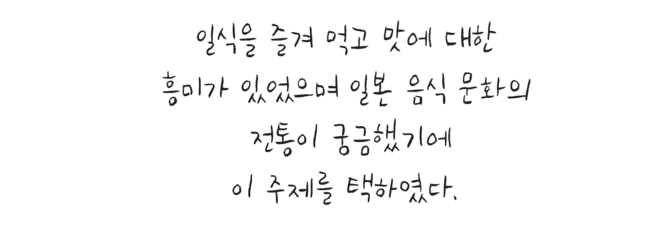 일식을 즐겨 먹고 맛에 대한
흥미가 있었으며 일본 음식 문화의
전통이 궁금했기에
이 주제를 택하였다.